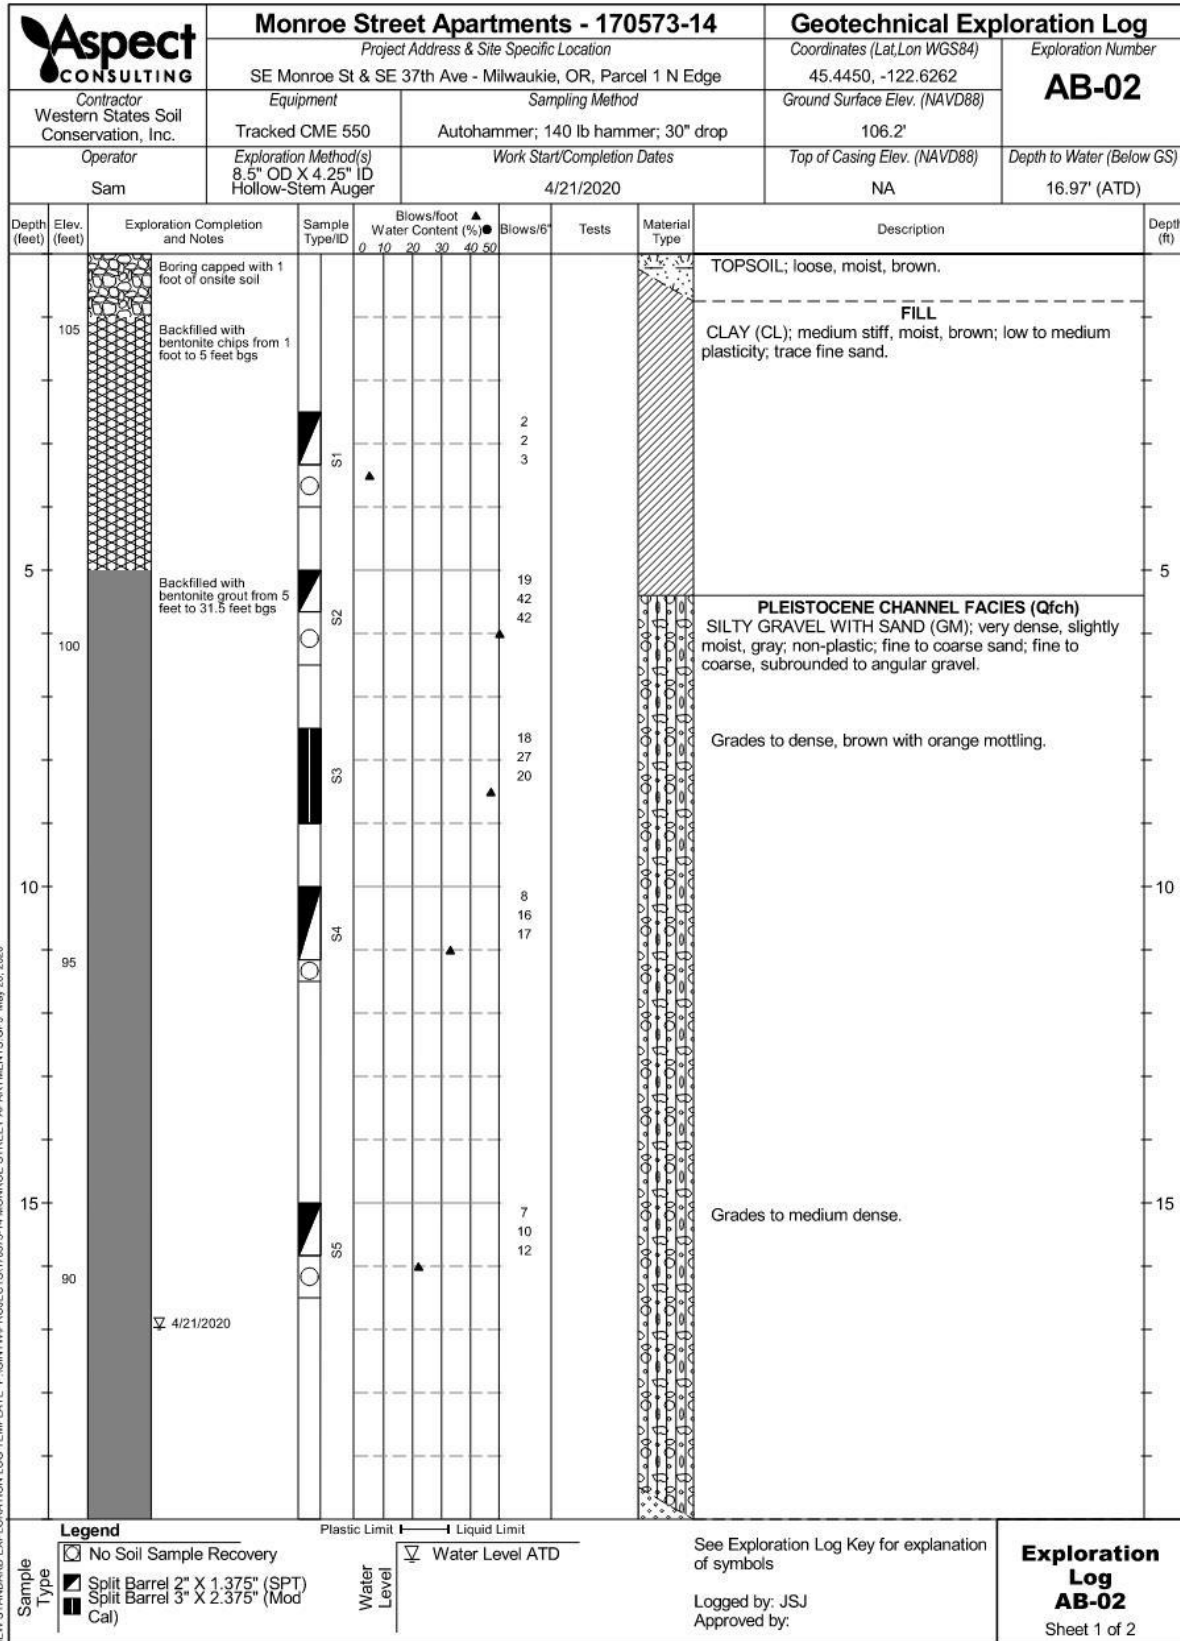 Aspect
CONSULTING
Monroe Street Apartments - 170573-14
Geotechnical Exploration Log
Project Address & Site Specific Location
SE Monroe St & SE 37th Ave - Milwaukie, OR, Parcel 1 N Edge
Coordinates (Lat,Lon WGS84)
45.4450, -122.6262
Exploration Number
AB-02
Contractor
Western States Soil
Conservation, Inc.
Equipment
Tracked CME 550
Sampling Method
Autohammer; 140 lb hammer; 30" drop
Ground Surface Elev. (NAVD88)
106.2'
Operator
Sam
Exploration Method(s)
8.5" OD X 4.25" ID
Hollow-Stem Auger
Work Start/Completion Dates
4/21/2020
Top of Casing Elev. (NAVD88)
NA
Depth to Water (Below GS)
16.97' (ATD)
Depth
(feet)
Elev.
(feet)
Exploration Completion
and Notes
Sample
Type/ID
Blows/foot ▲
Water Content (%)●
0 10 20 30 40 50
Blows/6"
Tests
Material
Type
Description
Depth
(ft)
Boring capped with 1
foot of onsite soil
TOPSOIL; loose, moist, brown.
105
Backfilled with
bentonite chips from 1
foot to 5 feet bgs
FILL
CLAY (CL); medium stiff, moist, brown; low to medium
plasticity; trace fine sand.
S1
2
2
3
5
Backfilled with
bentonite grout from 5
feet to 31.5 feet bgs
S2
19
42
42
5
100
PLEISTOCENE CHANNEL FACIES (Qfch)
SILTY GRAVEL WITH SAND (GM); very dense, slightly
moist, gray; non-plastic; fine to coarse sand; fine to
coarse, subrounded to angular gravel.
S3
18
27
20
Grades to dense, brown with orange mottling.
10
S4
8
16
17
10
95
15
S5
7
10
12
Grades to medium dense.
15
90
4/21/2020
Legend
Plastic Limit
Liquid Limit
Sample
Type
No Soil Sample Recovery
Split Barrel 2" X 1.375" (SPT)
Split Barrel 3" X 2.375" (Mod
Cal)
Water
Level
Water Level ATD
See Exploration Log Key for explanation
of symbols
Logged by: JSJ
Approved by:
Exploration
Log
AB-02
Sheet 1 of 2